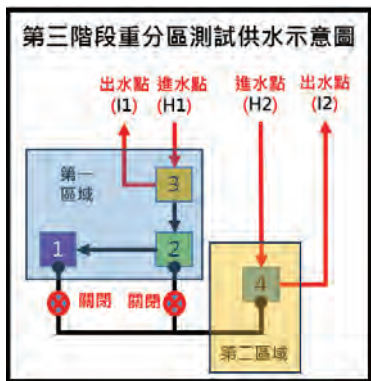 第三階段重分區測試供水示意圖
出水點 進水點 進水點 出水點
(I1) (H1) (H2) (I2)
第一
區域
3
1 2
4
關閉 關閉
第二區域